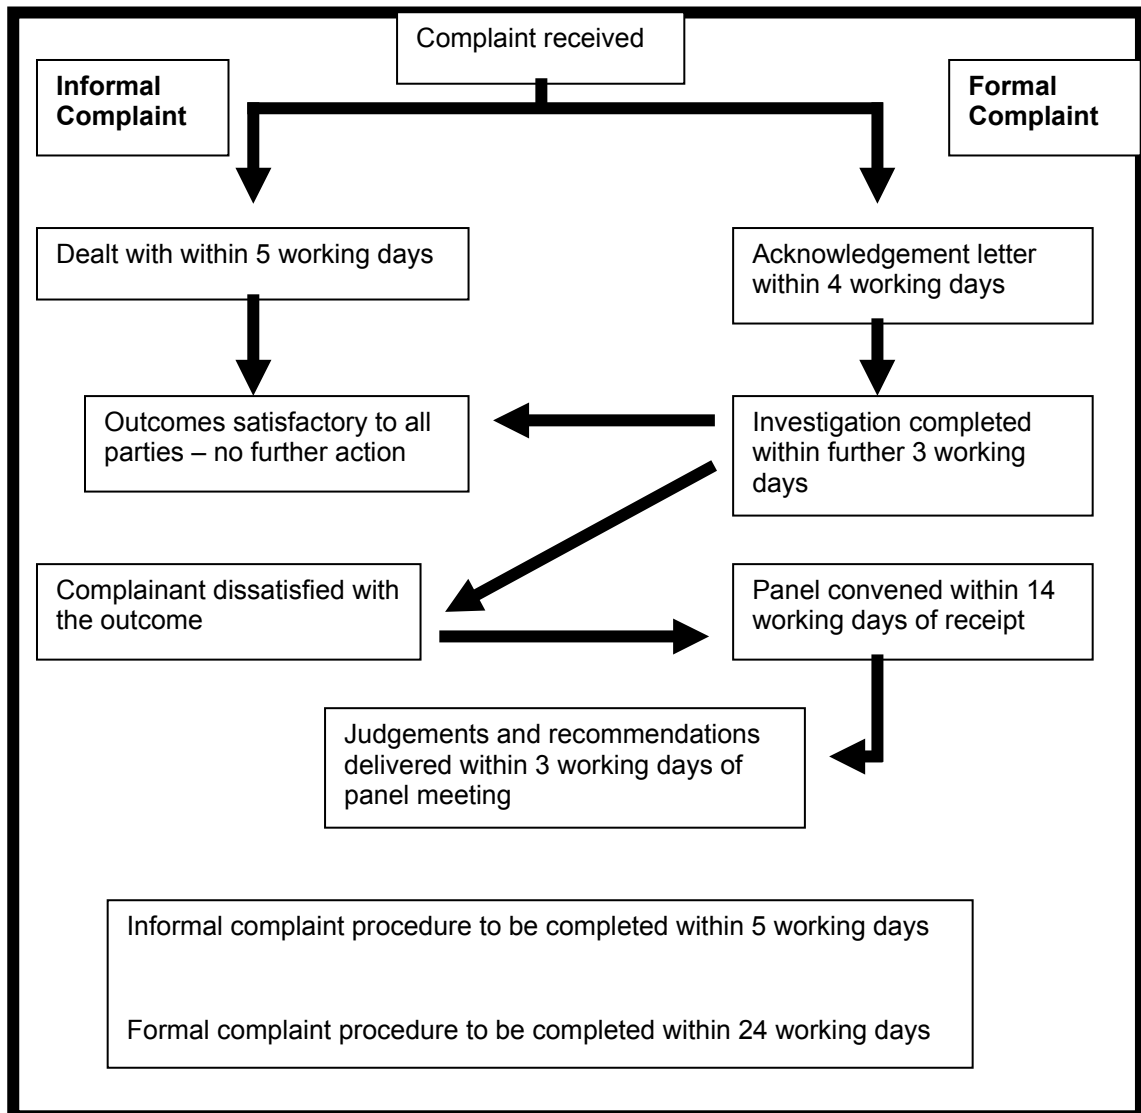 Complaint received
Informal
Complaint
Formal
Complaint
Dealt with within 5 working days
Acknowledgement letter
within 4 working days
Outcomes satisfactory to all
parties – no further action
Investigation completed
within further 3 working
days
Complainant dissatisfied with
the outcome
Panel convened within 14
working days of receipt
Judgements and recommendations
delivered within 3 working days of
panel meeting
Informal complaint procedure to be completed within 5 working days
Formal complaint procedure to be completed within 24 working days